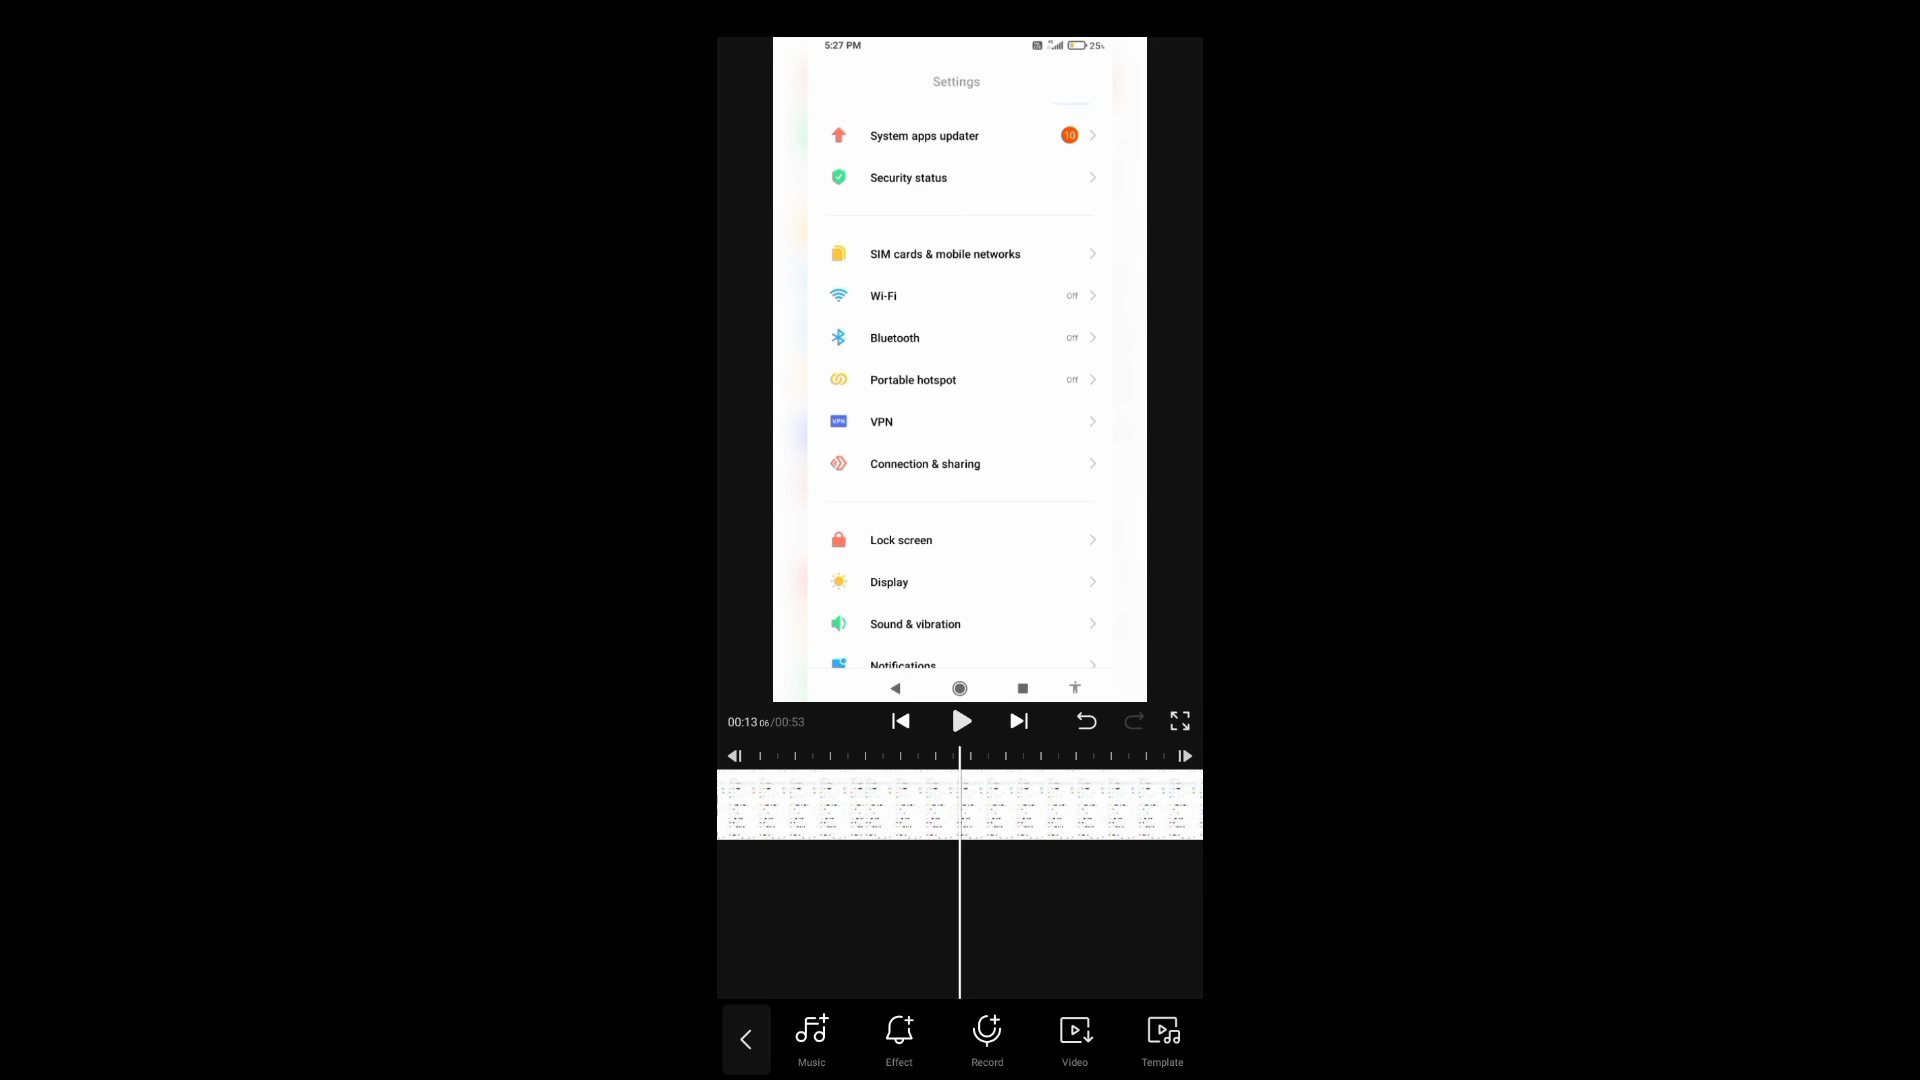 5:27 PM 25%
Settings
System apps updater 10
Security status
SIM cards & mobile networks
Wi-Fi Off
Bluetooth Off
Portable hotspot Off
VPN VPN
Connection & sharing
Lock screen
Display
Sound & vibration
Notifications
00:13 06/00:53
Music Effect Record Video Template